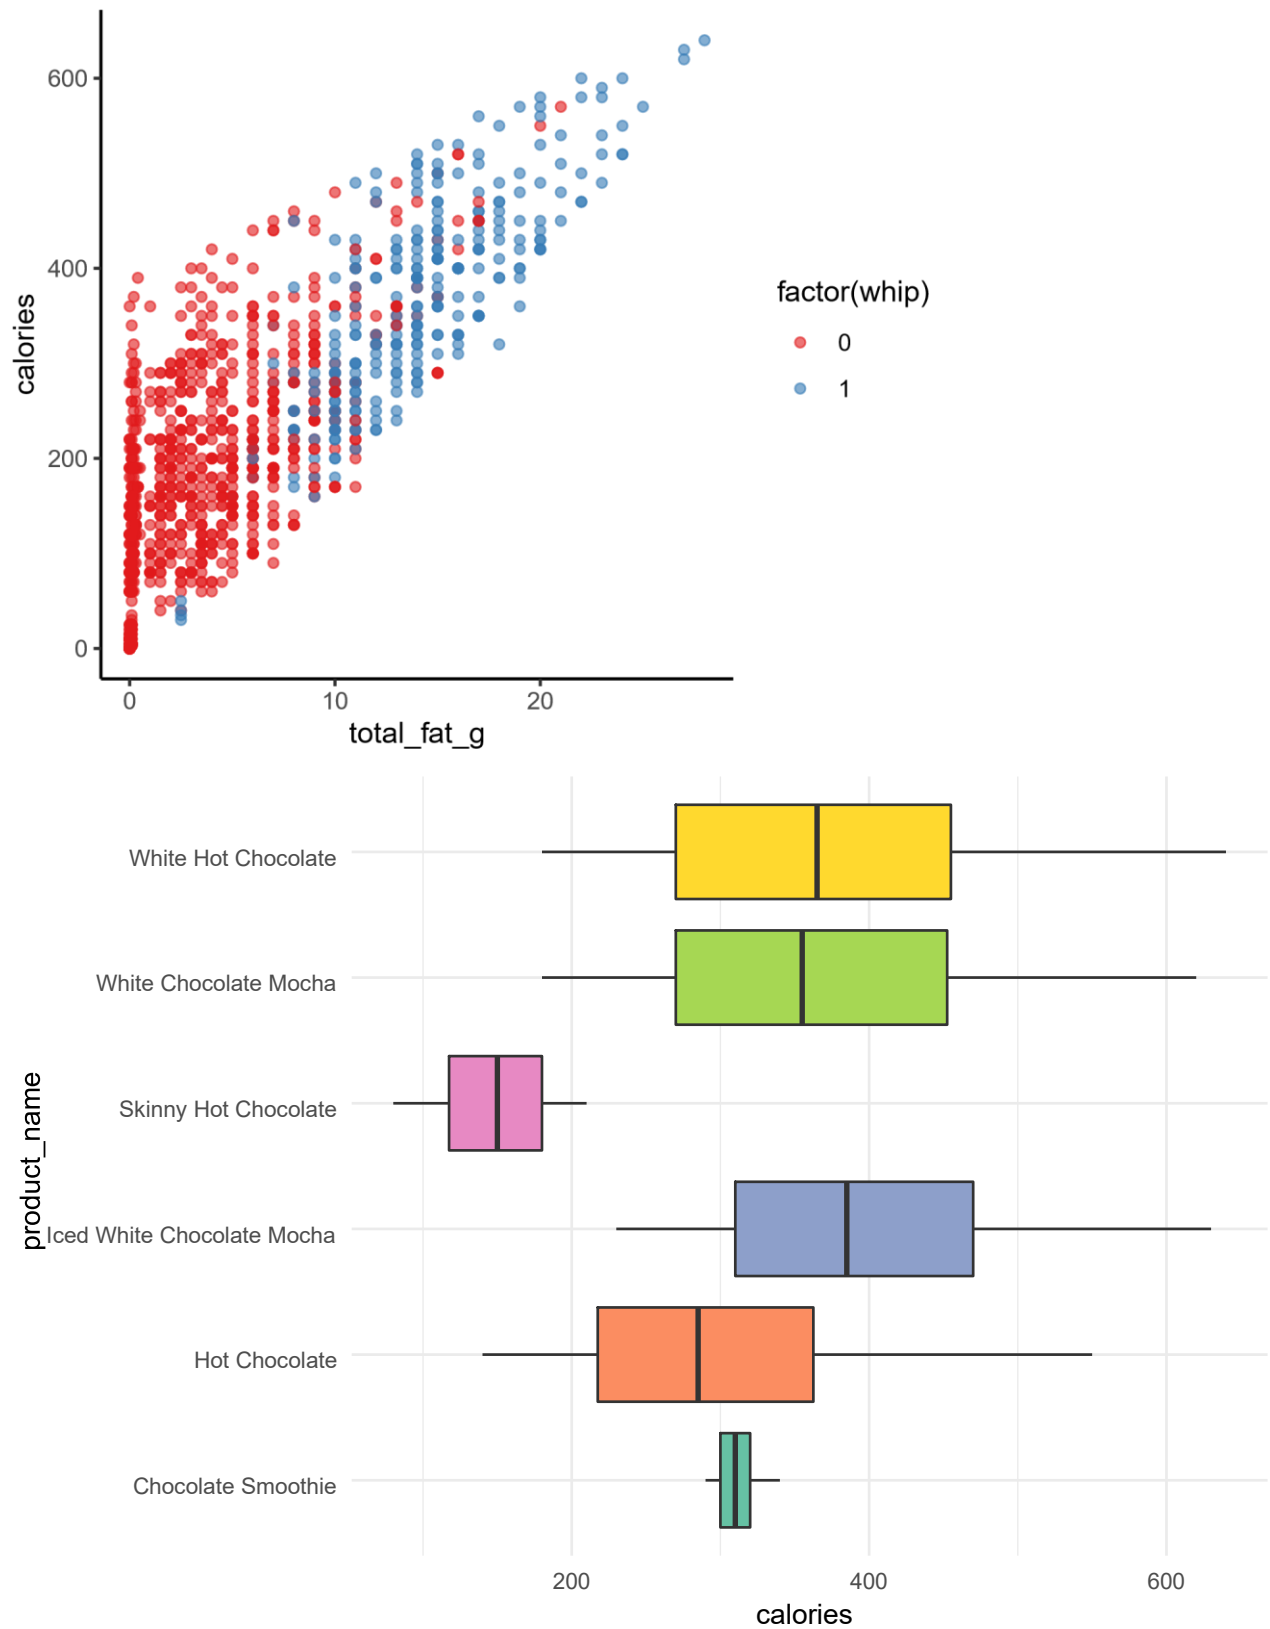 600
400
200
0
calories
0 10 20
total_fat_g
factor(whip)
0
1
White Hot Chocolate
White Chocolate Mocha
Skinny Hot Chocolate
Iced White Chocolate Mocha
Hot Chocolate
Chocolate Smoothie
product_name
200 400 600
calories